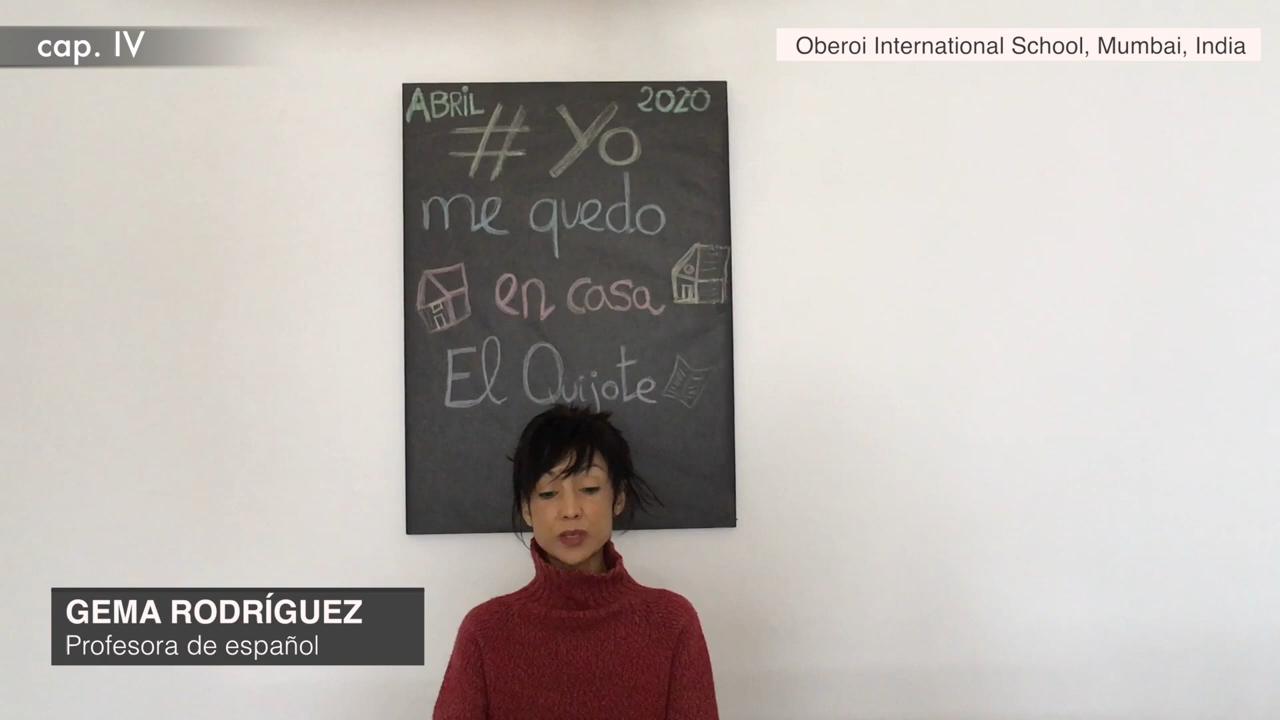 cap. IV
Oberoi International School, Mumbai, India
ABRIL 2020
# Yo
me quedo
en casa
El Quijote
GEMA RODRÍGUEZ
Profesora de español